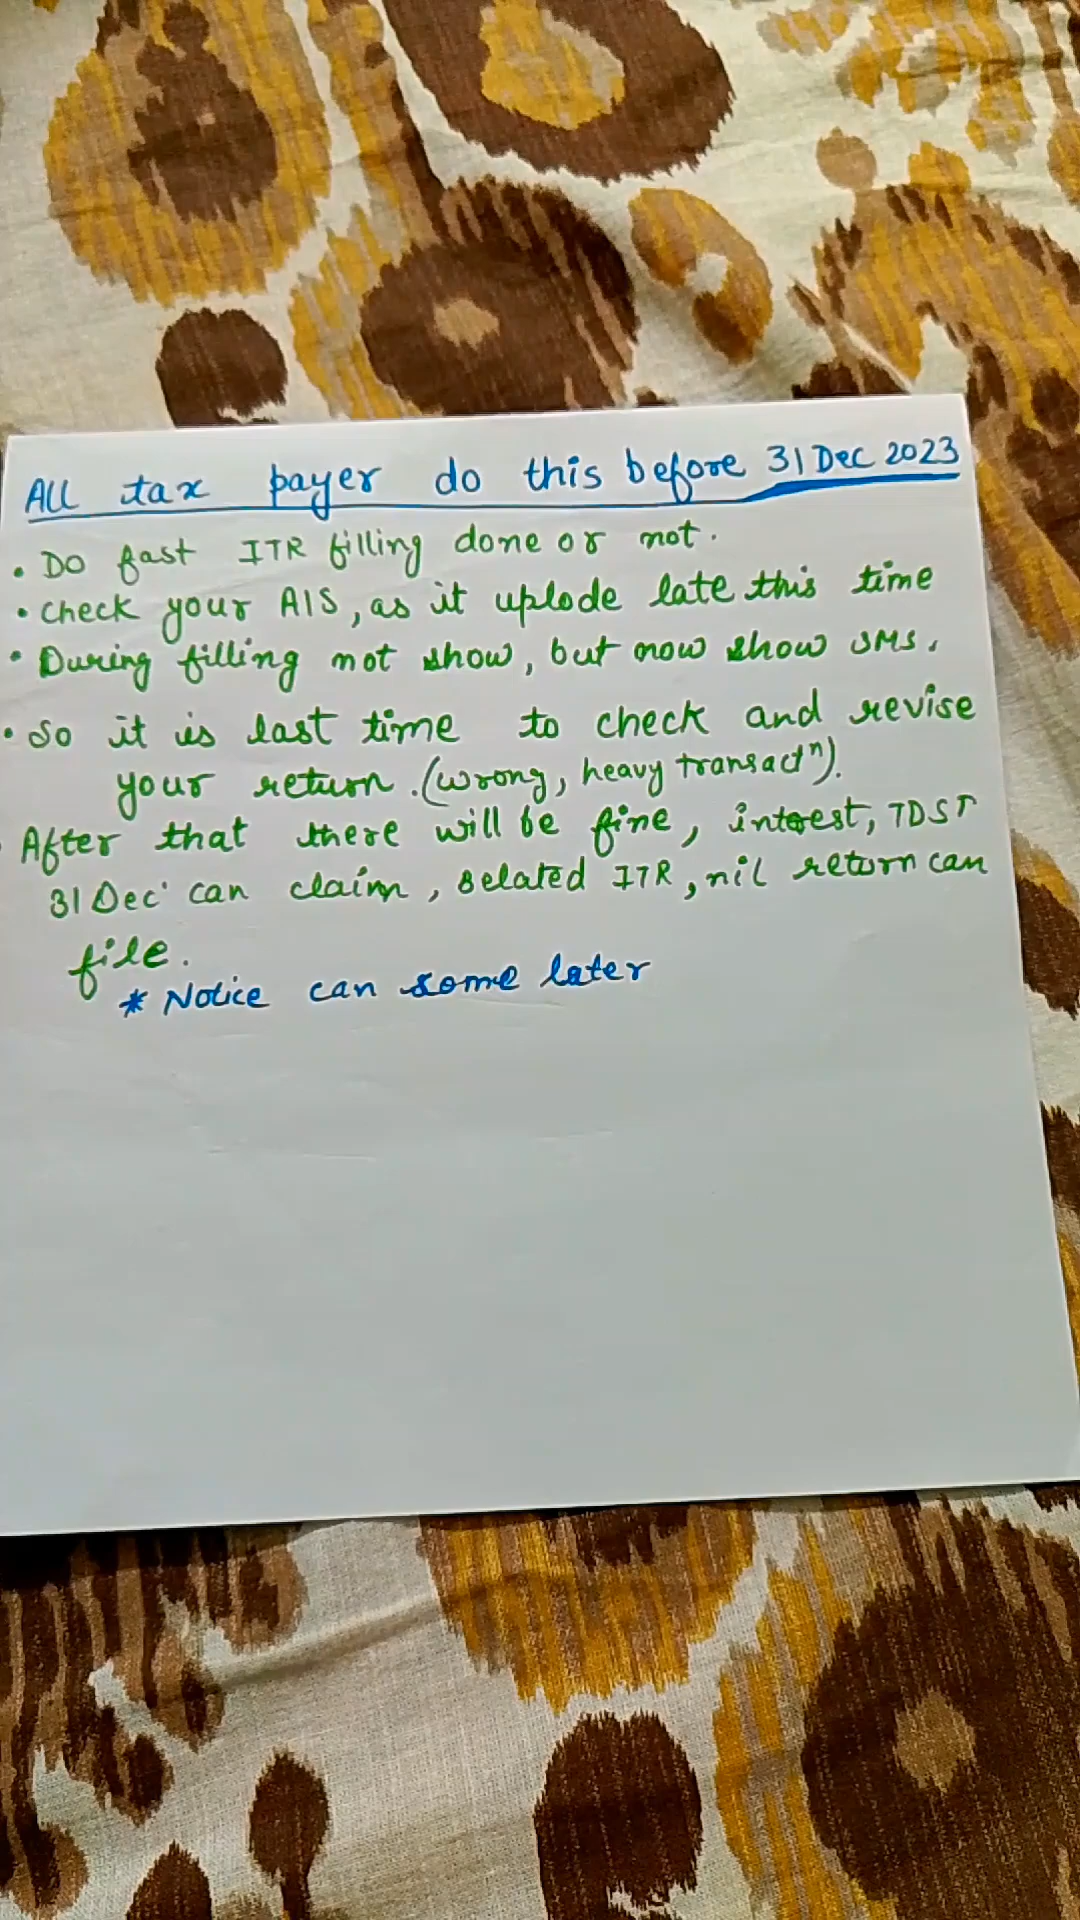 All tax payer do this before 31 Dec 2023
• Do fast ITR filling done or not.
• Check your AIS, as it uplode late this time
• During filling not show, but now show SMS.
• So it is last time to check and revise
your return. (wrong, heavy transactⁿ).
• After that there will be fine, interest, TDST
31 Dec' can claim, Belated ITR, nil return can
file.
* Notice can some later